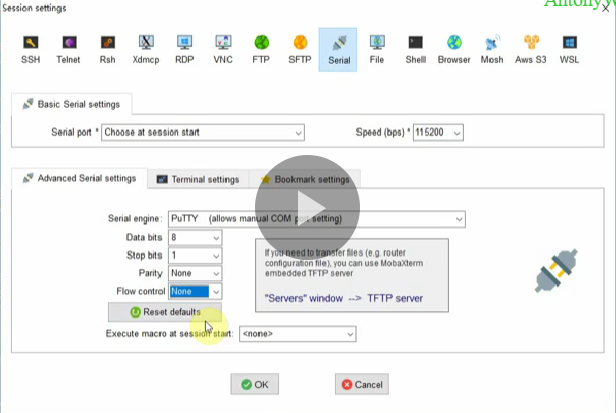 Session settings
SSH Telnet Rsh Xdmcp RDP VNC FTP SFTP Serial File Shell Browser Mosh Aws S3 WSL
Basic Serial settings
Serial port * Choose at session start Speed (bps) * 115200
Advanced Serial settings Terminal settings Bookmark settings
Serial engine: PuTTY (allows manual COM port setting)
Data bits 8
Stop bits 1
Parity None
Flow control None
Reset defaults
Execute macro at session start: <none>
If you need to transfer files (e.g. router
configuration file), you can use MobaXterm
embedded TFTP server
"Servers" window --> TFTP server
OK Cancel